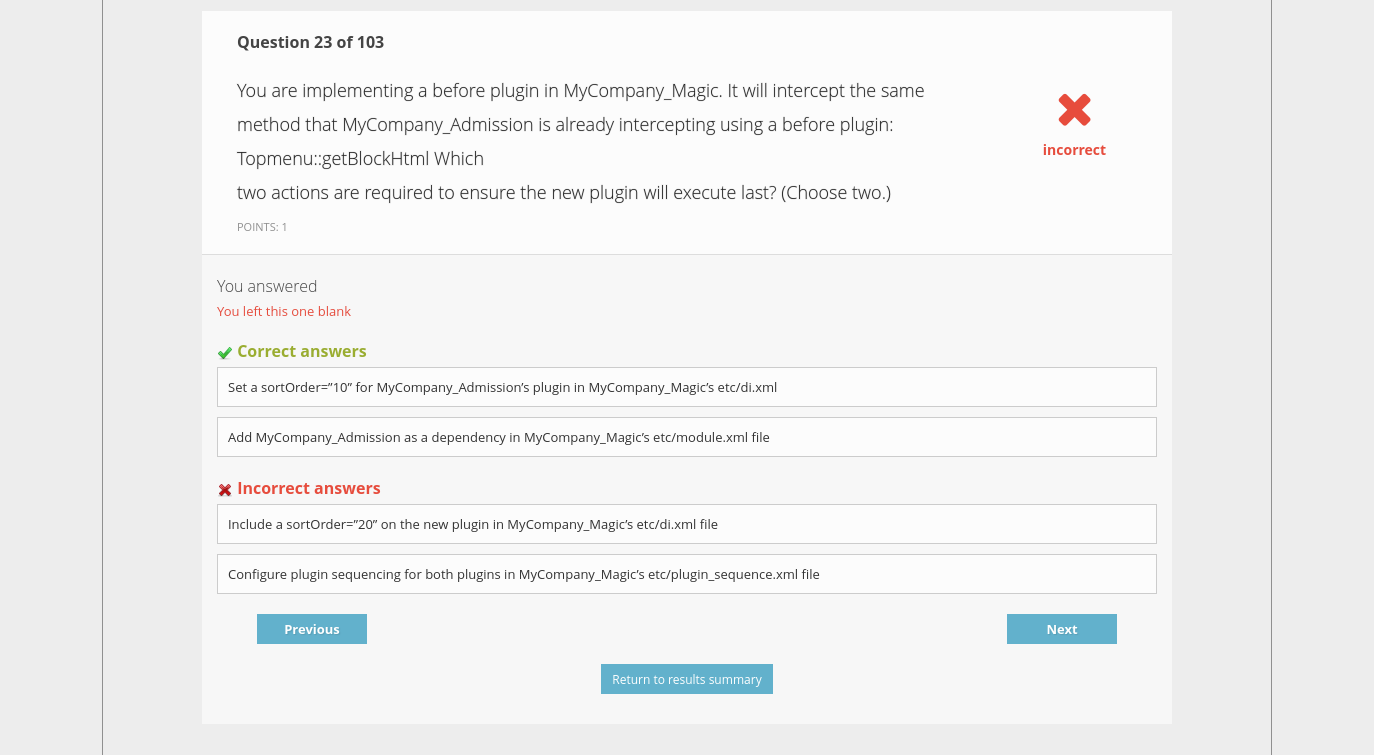 Question 23 of 103
You are implementing a before plugin in MyCompany_Magic. It will intercept the same
method that MyCompany_Admission is already intercepting using a before plugin:
Topmenu::getBlockHtml Which
two actions are required to ensure the new plugin will execute last? (Choose two.)
POINTS: 1
incorrect
You answered
You left this one blank
Correct answers
Set a sortOrder=”10” for MyCompany_Admission’s plugin in MyCompany_Magic’s etc/di.xml
Add MyCompany_Admission as a dependency in MyCompany_Magic’s etc/module.xml file
Incorrect answers
Include a sortOrder=”20” on the new plugin in MyCompany_Magic’s etc/di.xml file
Configure plugin sequencing for both plugins in MyCompany_Magic’s etc/plugin_sequence.xml file
Previous
Next
Return to results summary